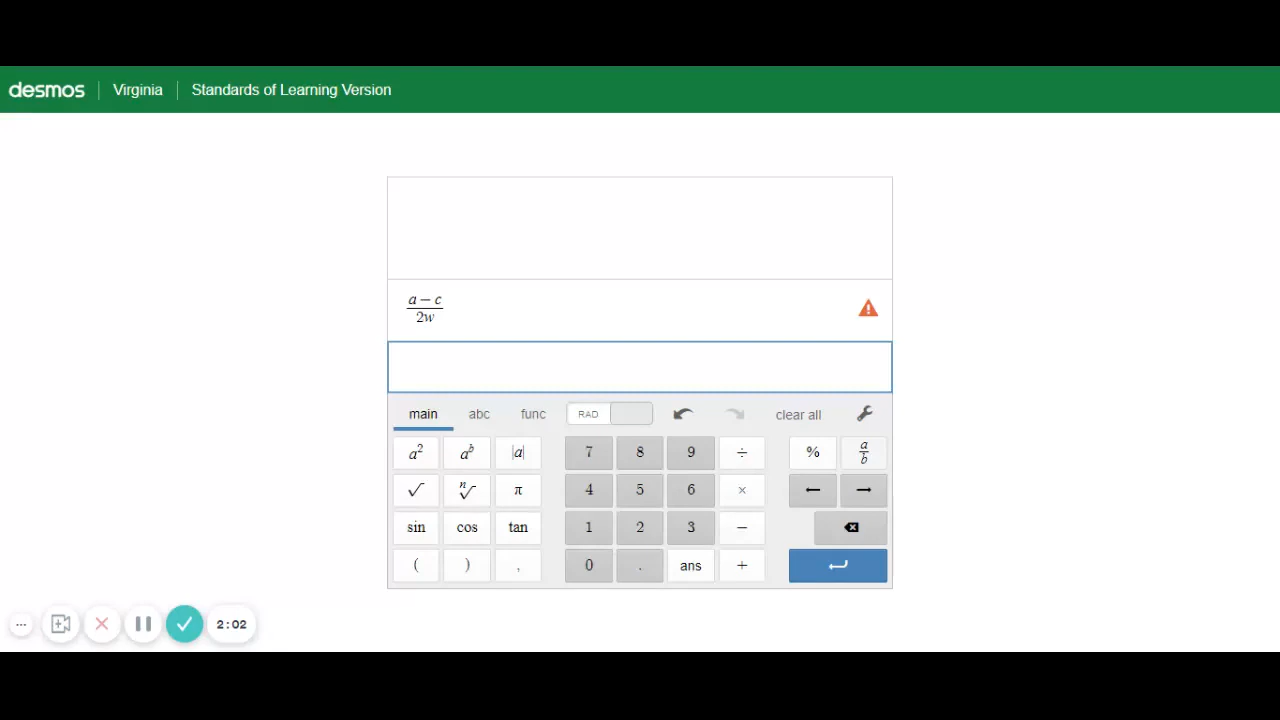 desmos Virginia Standards of Learning Version
a − c
2w
main abc func RAD clear all
a² aᵇ |a| 7 8 9 ÷ % a/b
√ ⁿ√ π 4 5 6 × ← →
sin cos tan 1 2 3 −
( ) , 0 . ans +
2:02